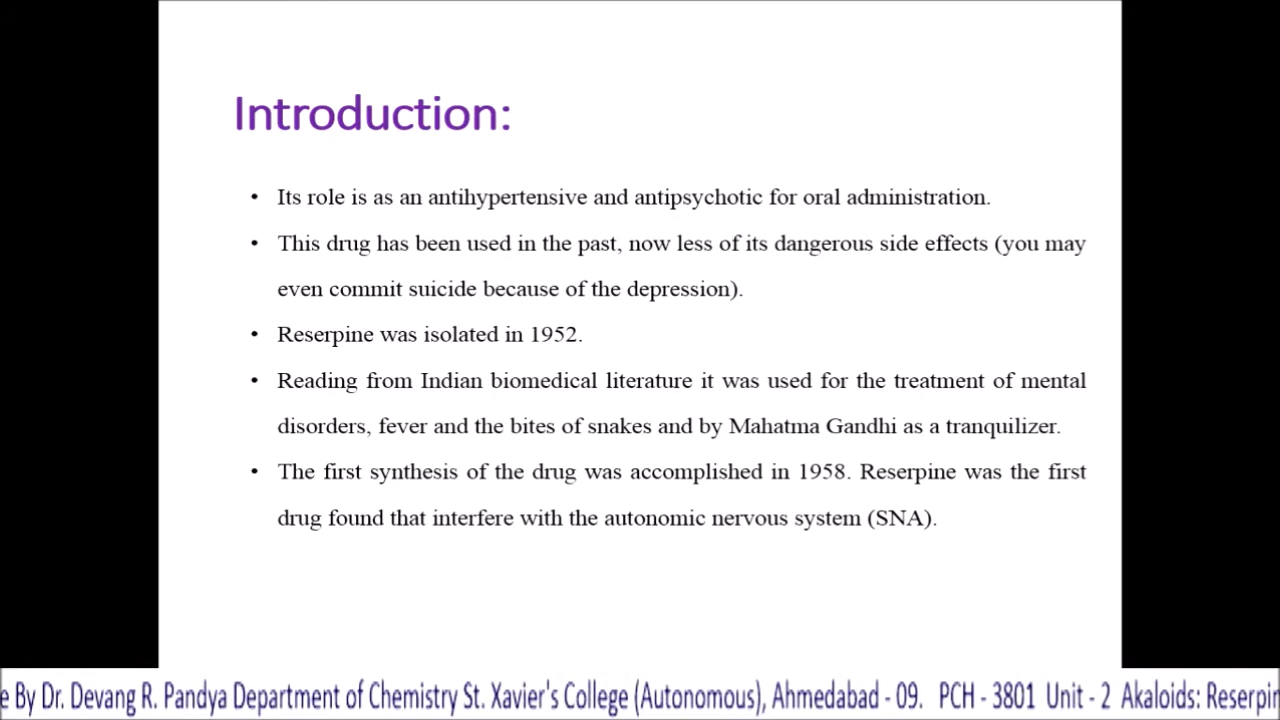 Introduction:
• Its role is as an antihypertensive and antipsychotic for oral administration.
• This drug has been used in the past, now less of its dangerous side effects (you may
even commit suicide because of the depression).
• Reserpine was isolated in 1952.
• Reading from Indian biomedical literature it was used for the treatment of mental
disorders, fever and the bites of snakes and by Mahatma Gandhi as a tranquilizer.
• The first synthesis of the drug was accomplished in 1958. Reserpine was the first
drug found that interfere with the autonomic nervous system (SNA).
e By Dr. Devang R. Pandya Department of Chemistry St. Xavier's College (Autonomous), Ahmedabad - 09. PCH - 3801 Unit - 2 Akaloids: Reserpin